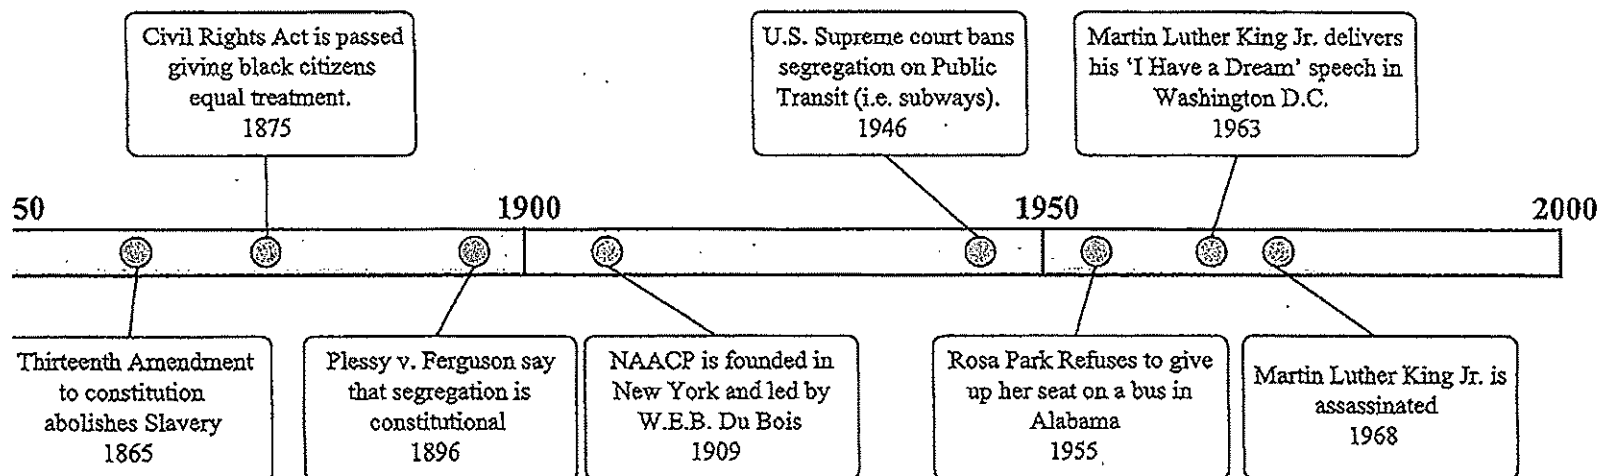 Civil Rights Act is passed
giving black citizens
equal treatment.
1875
U.S. Supreme court bans
segregation on Public
Transit (i.e. subways).
1946
Martin Luther King Jr. delivers
his ‘I Have a Dream’ speech in
Washington D.C.
1963
50
1900
1950
2000
Thirteenth Amendment
to constitution
abolishes Slavery
1865
Plessy v. Ferguson say
that segregation is
constitutional
1896
NAACP is founded in
New York and led by
W.E.B. Du Bois
1909
Rosa Park Refuses to give
up her seat on a bus in
Alabama
1955
Martin Luther King Jr. is
assassinated
1968